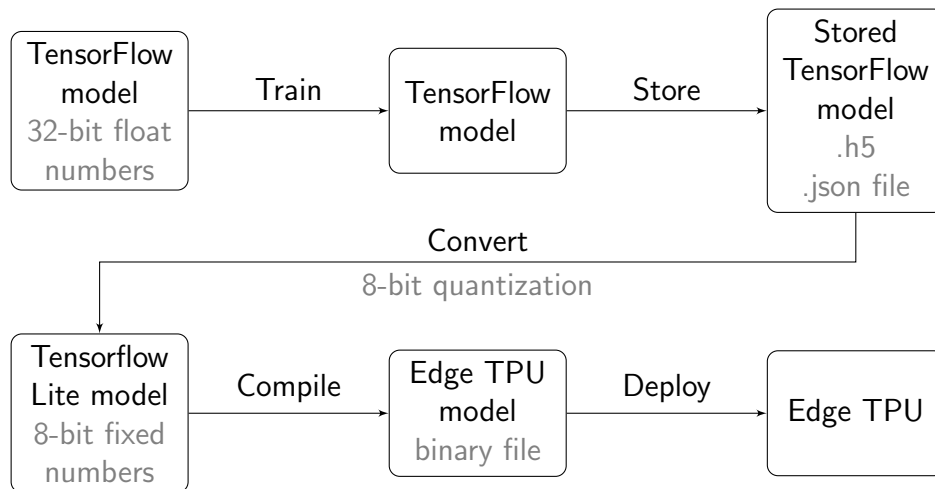 TensorFlow
model
32-bit float
numbers
Train
TensorFlow
model
Store
Stored
TensorFlow
model
.h5
.json file
Convert
8-bit quantization
Tensorflow
Lite model
8-bit fixed
numbers
Compile
Edge TPU
model
binary file
Deploy
Edge TPU